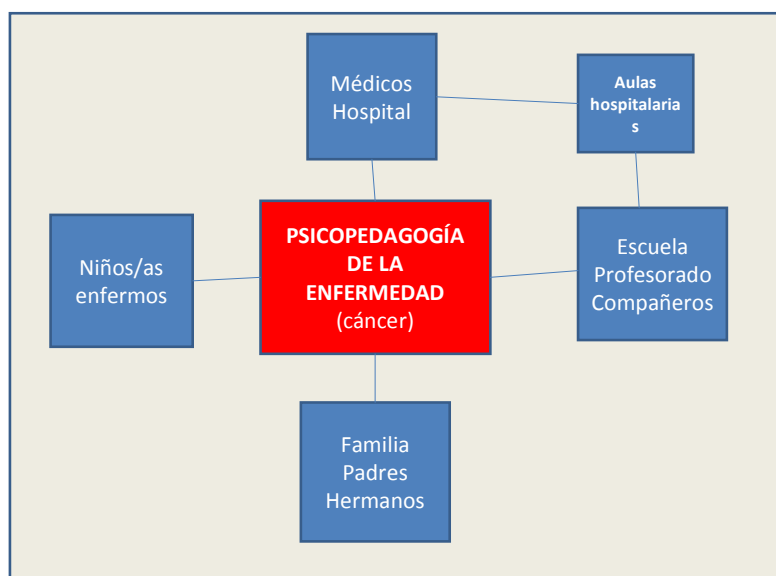 Médicos
Hospital
Aulas
hospitalaria
s
PSICOPEDAGOGÍA
DE LA
ENFERMEDAD
(cáncer)
Niños/as
enfermos
Escuela
Profesorado
Compañeros
Familia
Padres
Hermanos